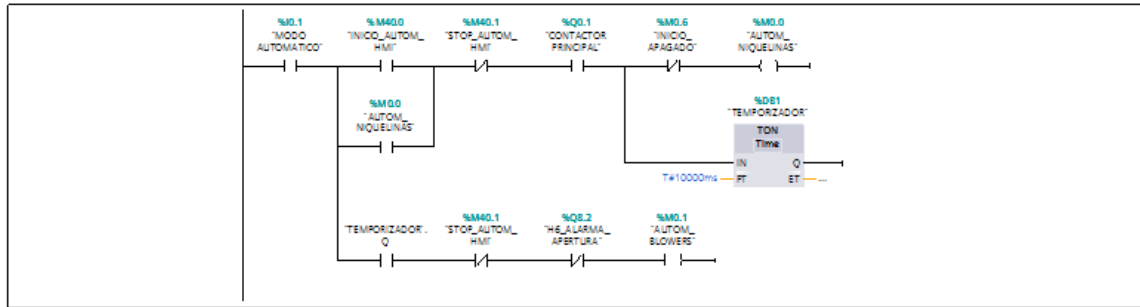 %I0.1 %M40.0 %M40.1 %Q0.1 %M0.6 %M0.0
"MODO "INICO_AUTOM_ "STOP_AUTOM_ "CONTACTOR "INICIO_ "AUTOM_
AUTOMATICO" HMI" HMI" PRINCIPAL" APAGADO" NIQUELINAS"
%M0.0
"AUTOM_
NIQUELINAS"
%DB1
"TEMPORIZADOR"
TON
Time
IN Q
T#10000ms PT ET ...
%M40.1 %Q8.2 %M0.1
"TEMPORIZADOR". "STOP_AUTOM_ "H6_ALARMA_ "AUTOM_
Q HMI" APERTURA" BLOWERS"